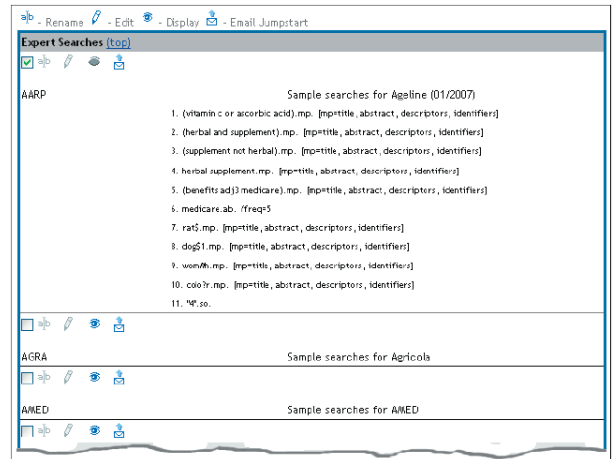 a|b - Rename - Edit - Display - Email Jumpstart
Expert Searches (top)
a|b
AARP Sample searches for Ageline (01/2007)
1. (vitamin c or ascorbic acid).mp. [mp=title, abstract, descriptors, identifiers]
2. (herbal and supplement).mp. [mp=title, abstract, descriptors, identifiers]
3. (supplement not herbal).mp. [mp=title, abstract, descriptors, identifiers]
4. herbal supplement.mp. [mp=title, abstract, descriptors, identifiers]
5. (benefits adj3 medicare).mp. [mp=title, abstract, descriptors, identifiers]
6. medicare.ab. /freq=5
7. rat$.mp. [mp=title, abstract, descriptors, identifiers]
8. dog$1.mp. [mp=title, abstract, descriptors, identifiers]
9. wom#n.mp. [mp=title, abstract, descriptors, identifiers]
10. colo?r.mp. [mp=title, abstract, descriptors, identifiers]
11. "4".so.
a|b
AGRA Sample searches for Agricola
a|b
AMED Sample searches for AMED
a|b